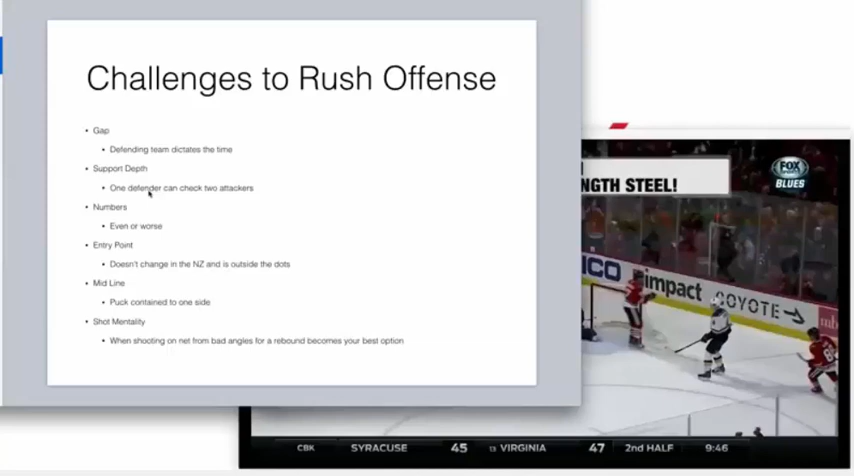 Challenges to Rush Offense
• Gap
• Defending team dictates the time
• Support Depth
• One defender can check two attackers
• Numbers
• Even or worse
• Entry Point
• Doesn't change in the NZ and is outside the dots
• Mid Line
• Puck contained to one side
• Shot Mentality
• When shooting on net from bad angles for a rebound becomes your best option
NGTH STEEL!
FOX
BLUES
ICO impact COYOTE
mb
CBK SYRACUSE 45 13 VIRGINIA 47 2nd HALF 9:46